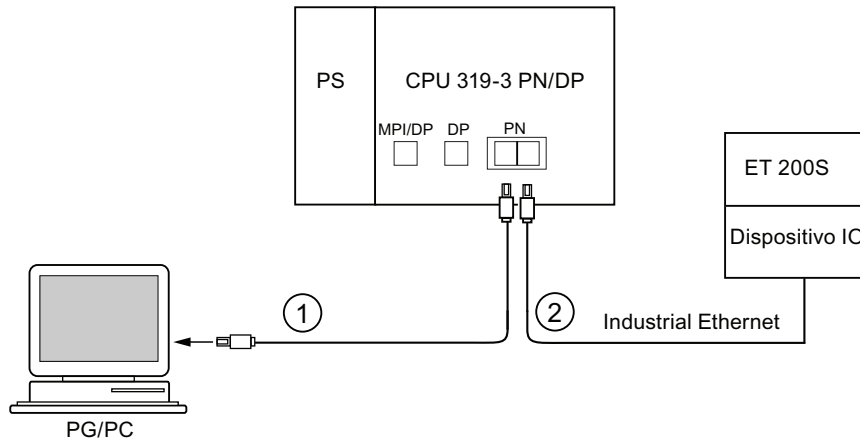 PS
CPU 319-3 PN/DP
MPI/DP
DP
PN
ET 200S
Dispositivo IO
1
2
Industrial Ethernet
PG/PC